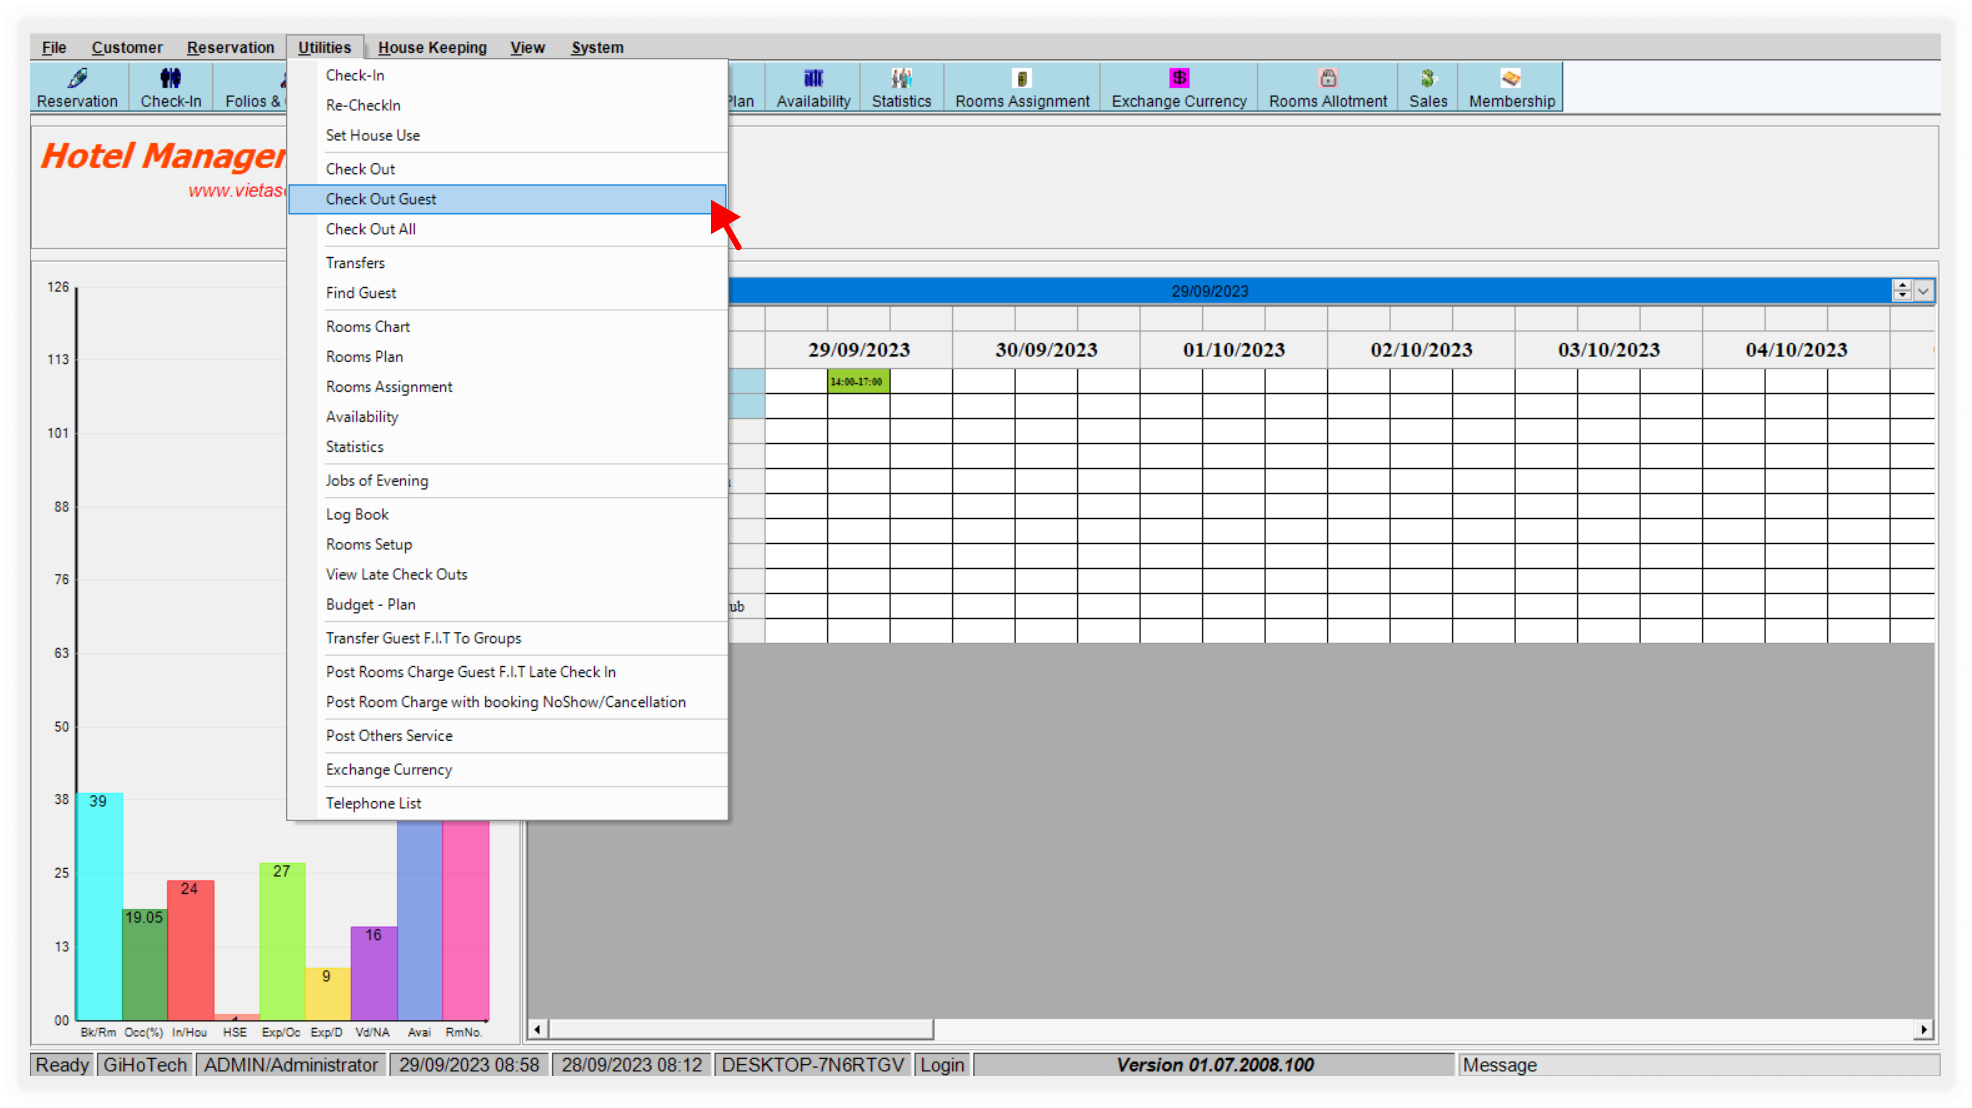 File Customer Reservation Utilities House Keeping View System
Reservation Check-In Folios & Plan Availability Statistics Rooms Assignment Exchange Currency Rooms Allotment Sales Membership
Hotel Manager
www.vietas
Check-In
Re-CheckIn
Set House Use
Check Out
Check Out Guest
Check Out All
Transfers
Find Guest
Rooms Chart
Rooms Plan
Rooms Assignment
Availability
Statistics
Jobs of Evening
Log Book
Rooms Setup
View Late Check Outs
Budget - Plan
Transfer Guest F.I.T To Groups
Post Rooms Charge Guest F.I.T Late Check In
Post Room Charge with booking NoShow/Cancellation
Post Others Service
Exchange Currency
Telephone List
29/09/2023
29/09/2023 30/09/2023 01/10/2023 02/10/2023 03/10/2023 04/10/2023
14:00-17:00
ub
126
113
101
88
76
63
50
38
25
13
00
39
19.05
24
27
9
16
Bk/Rm Occ(%) In/Hou HSE Exp/Oc Exp/D Vd/NA Avai RmNo.
Ready GiHoTech ADMIN/Administrator 29/09/2023 08:58 28/09/2023 08:12 DESKTOP-7N6RTGV Login Version 01.07.2008.100 Message